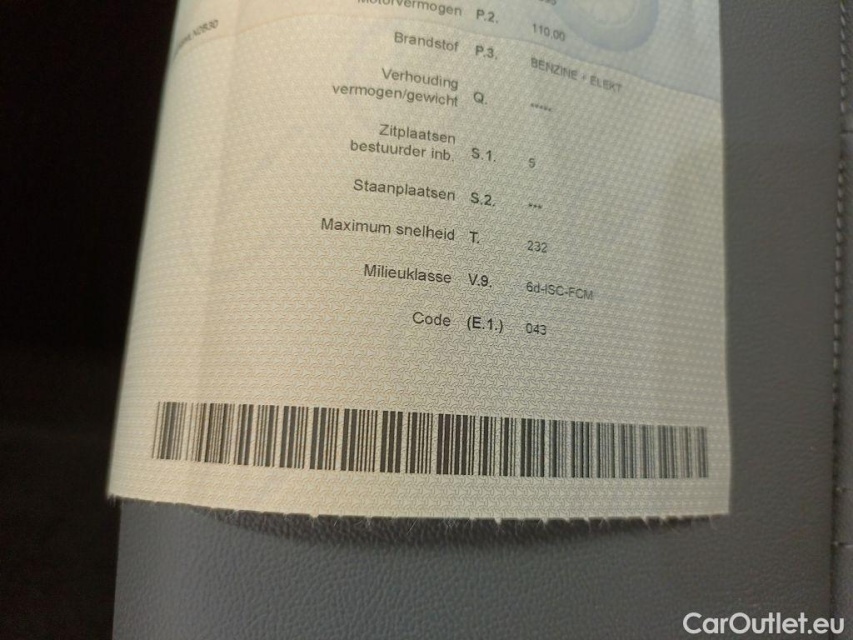 Motorvermogen P.2. 110.00
Brandstof P.3. BENZINE + ELEKT
Verhouding
vermogen/gewicht Q. *****
Zitplaatsen
bestuurder inb. S.1. 5
Staanplaatsen S.2. ***
Maximum snelheid T. 232
Milieuklasse V.9. 6d-ISC-FCM
Code (E.1.) 043
CarOutlet.eu